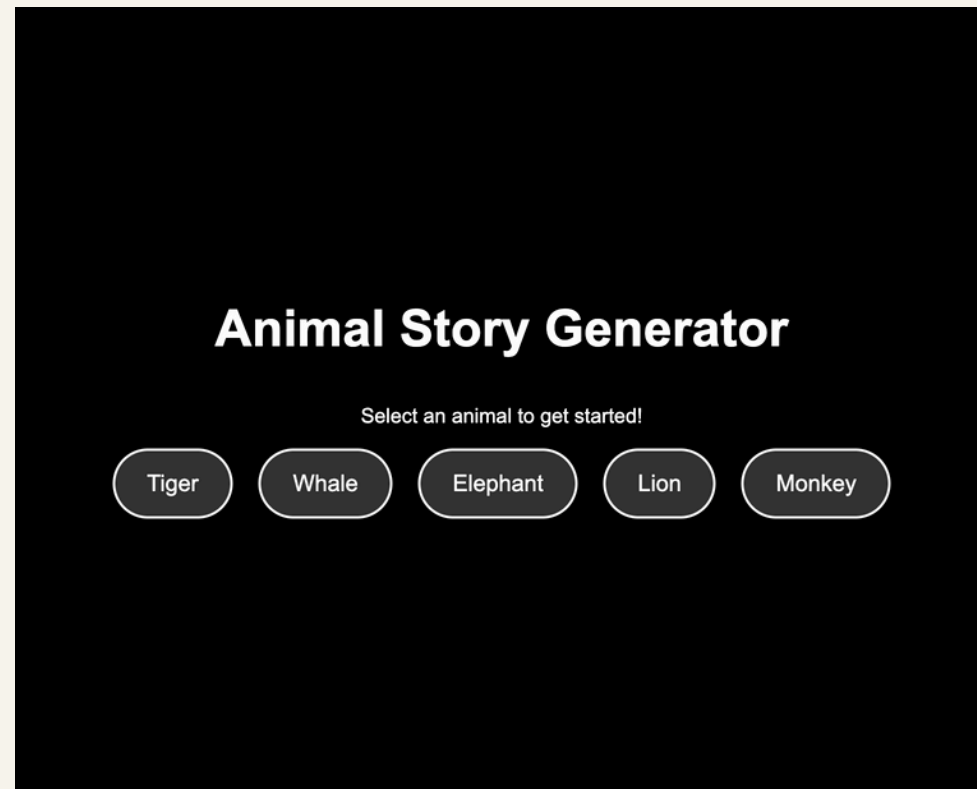 Animal Story Generator
Select an animal to get started!
Tiger Whale Elephant Lion Monkey